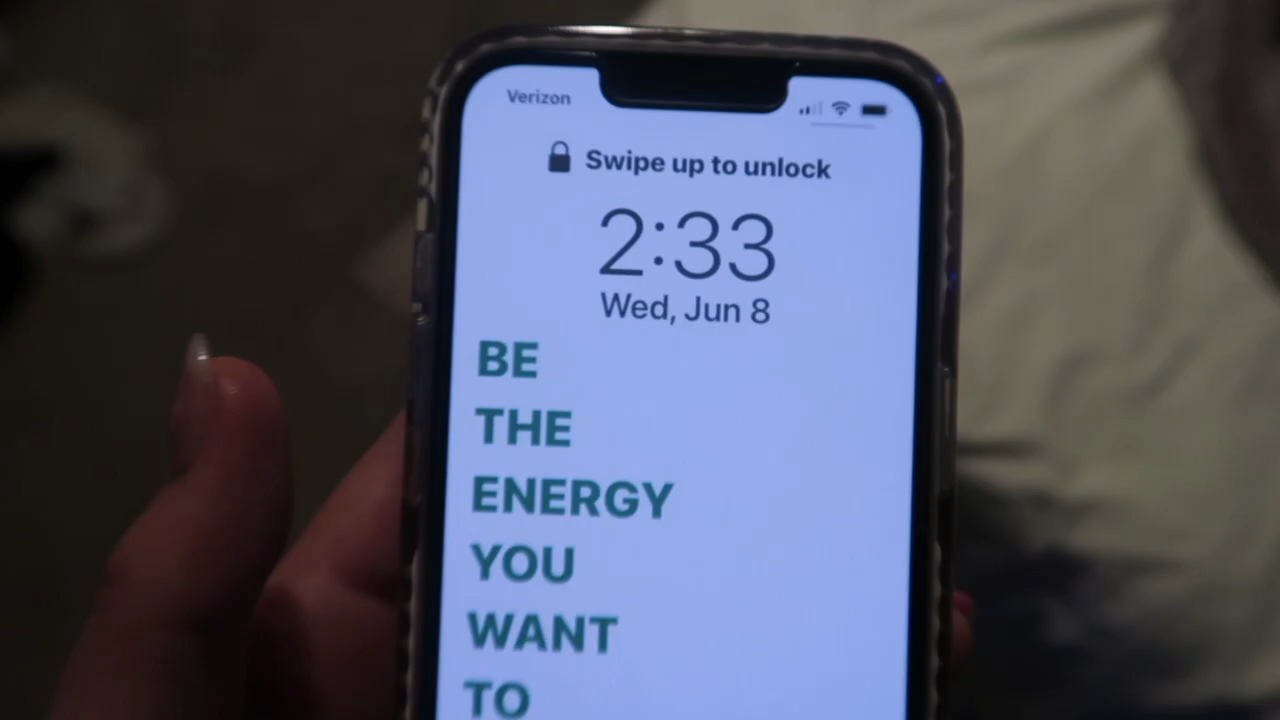 Verizon
Swipe up to unlock
2:33
Wed, Jun 8
BE
THE
ENERGY
YOU
WANT
TO